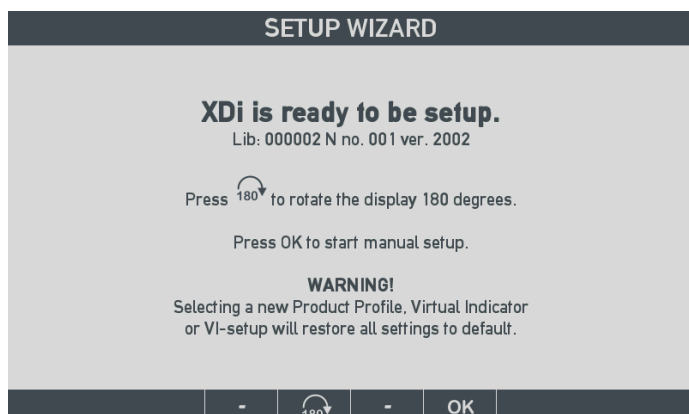 SETUP WIZARD
XDi is ready to be setup.
Lib: 000002 N no. 001 ver. 2002
Press 180 to rotate the display 180 degrees.
Press OK to start manual setup.
WARNING!
Selecting a new Product Profile, Virtual Indicator
or VI-setup will restore all settings to default.
- 180 - OK